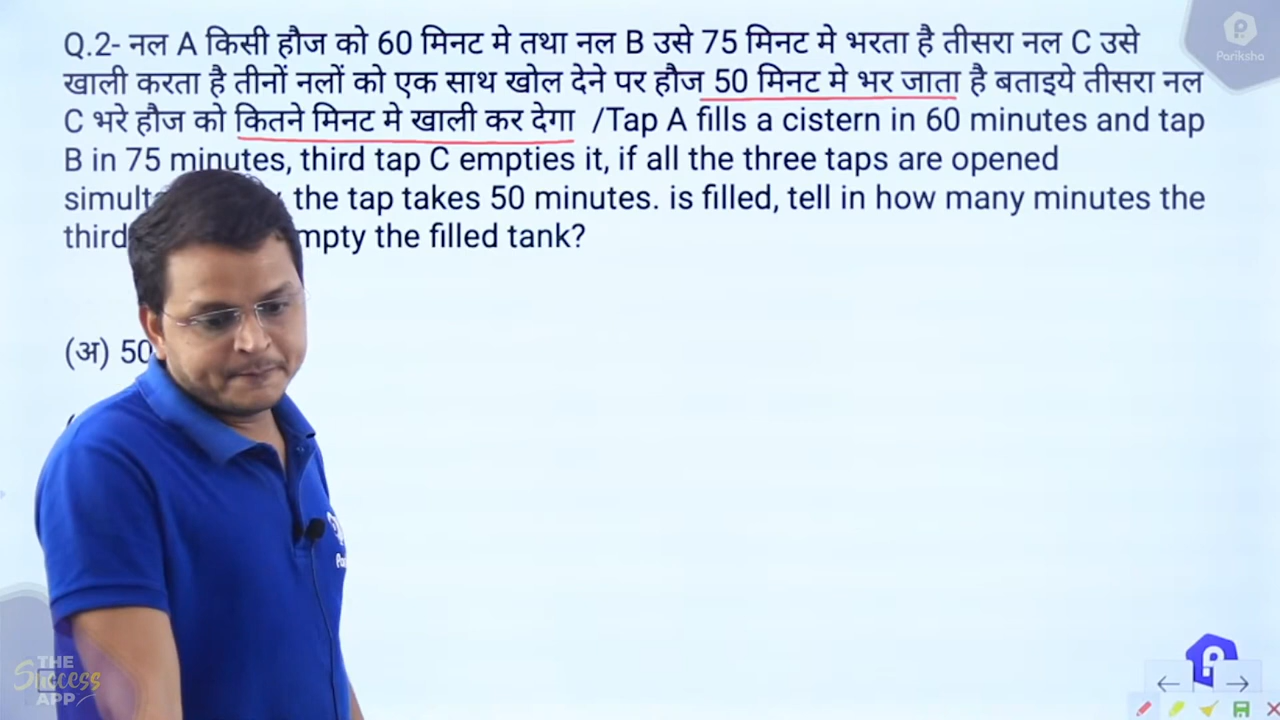 Q.2- नल A किसी हौज को 60 मिनट मे तथा नल B उसे 75 मिनट मे भरता है तीसरा नल C उसे
खाली करता है तीनों नलों को एक साथ खोल देने पर हौज 50 मिनट मे भर जाता है बताइये तीसरा नल
C भरे हौज को कितने मिनट मे खाली कर देगा /Tap A fills a cistern in 60 minutes and tap
B in 75 minutes, third tap C empties it, if all the three taps are opened
the tap takes 50 minutes. is filled, tell in how many minutes the
third the filled tank?
(अ) 50
Pariksha
THE
Success
APP